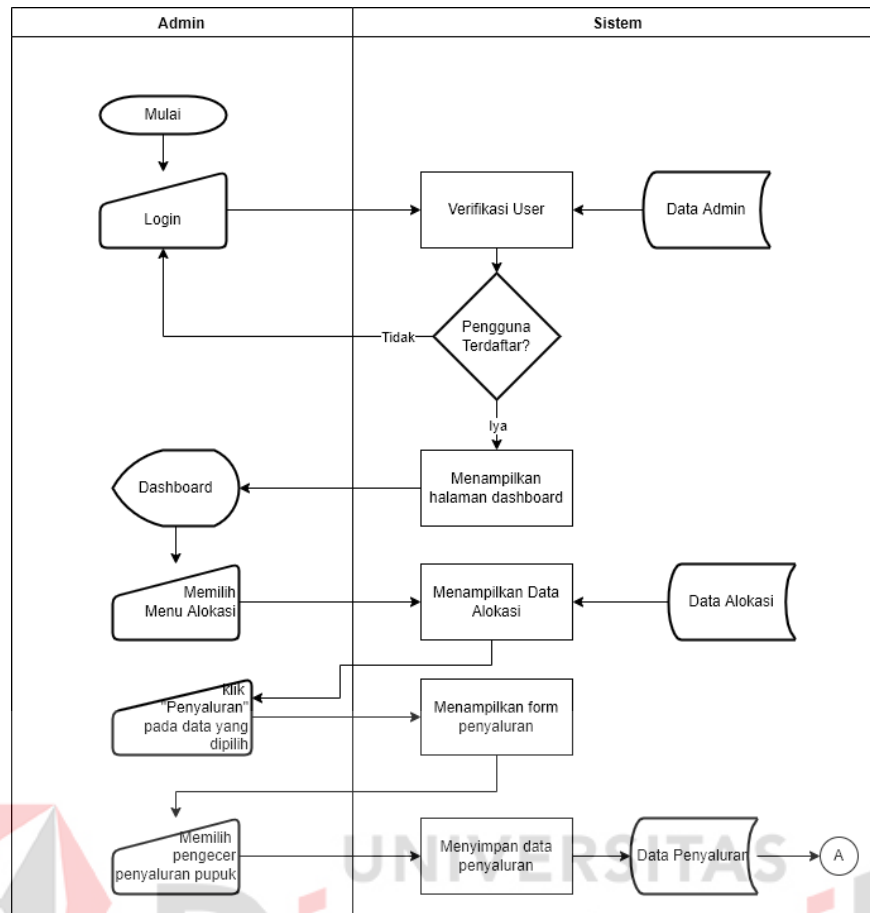 Admin
Sistem
Mulai
Login
Verifikasi User
Data Admin
Pengguna
Terdaftar?
Tidak
Iya
Dashboard
Menampilkan
halaman dashboard
Memilih
Menu Alokasi
Menampilkan Data
Alokasi
Data Alokasi
klik
"Penyaluran"
pada data yang
dipilih
Menampilkan form
penyaluran
Memilih
pengecer
penyaluran pupuk
Menyimpan data
penyaluran
Data Penyaluran
A
UNIVERSITAS